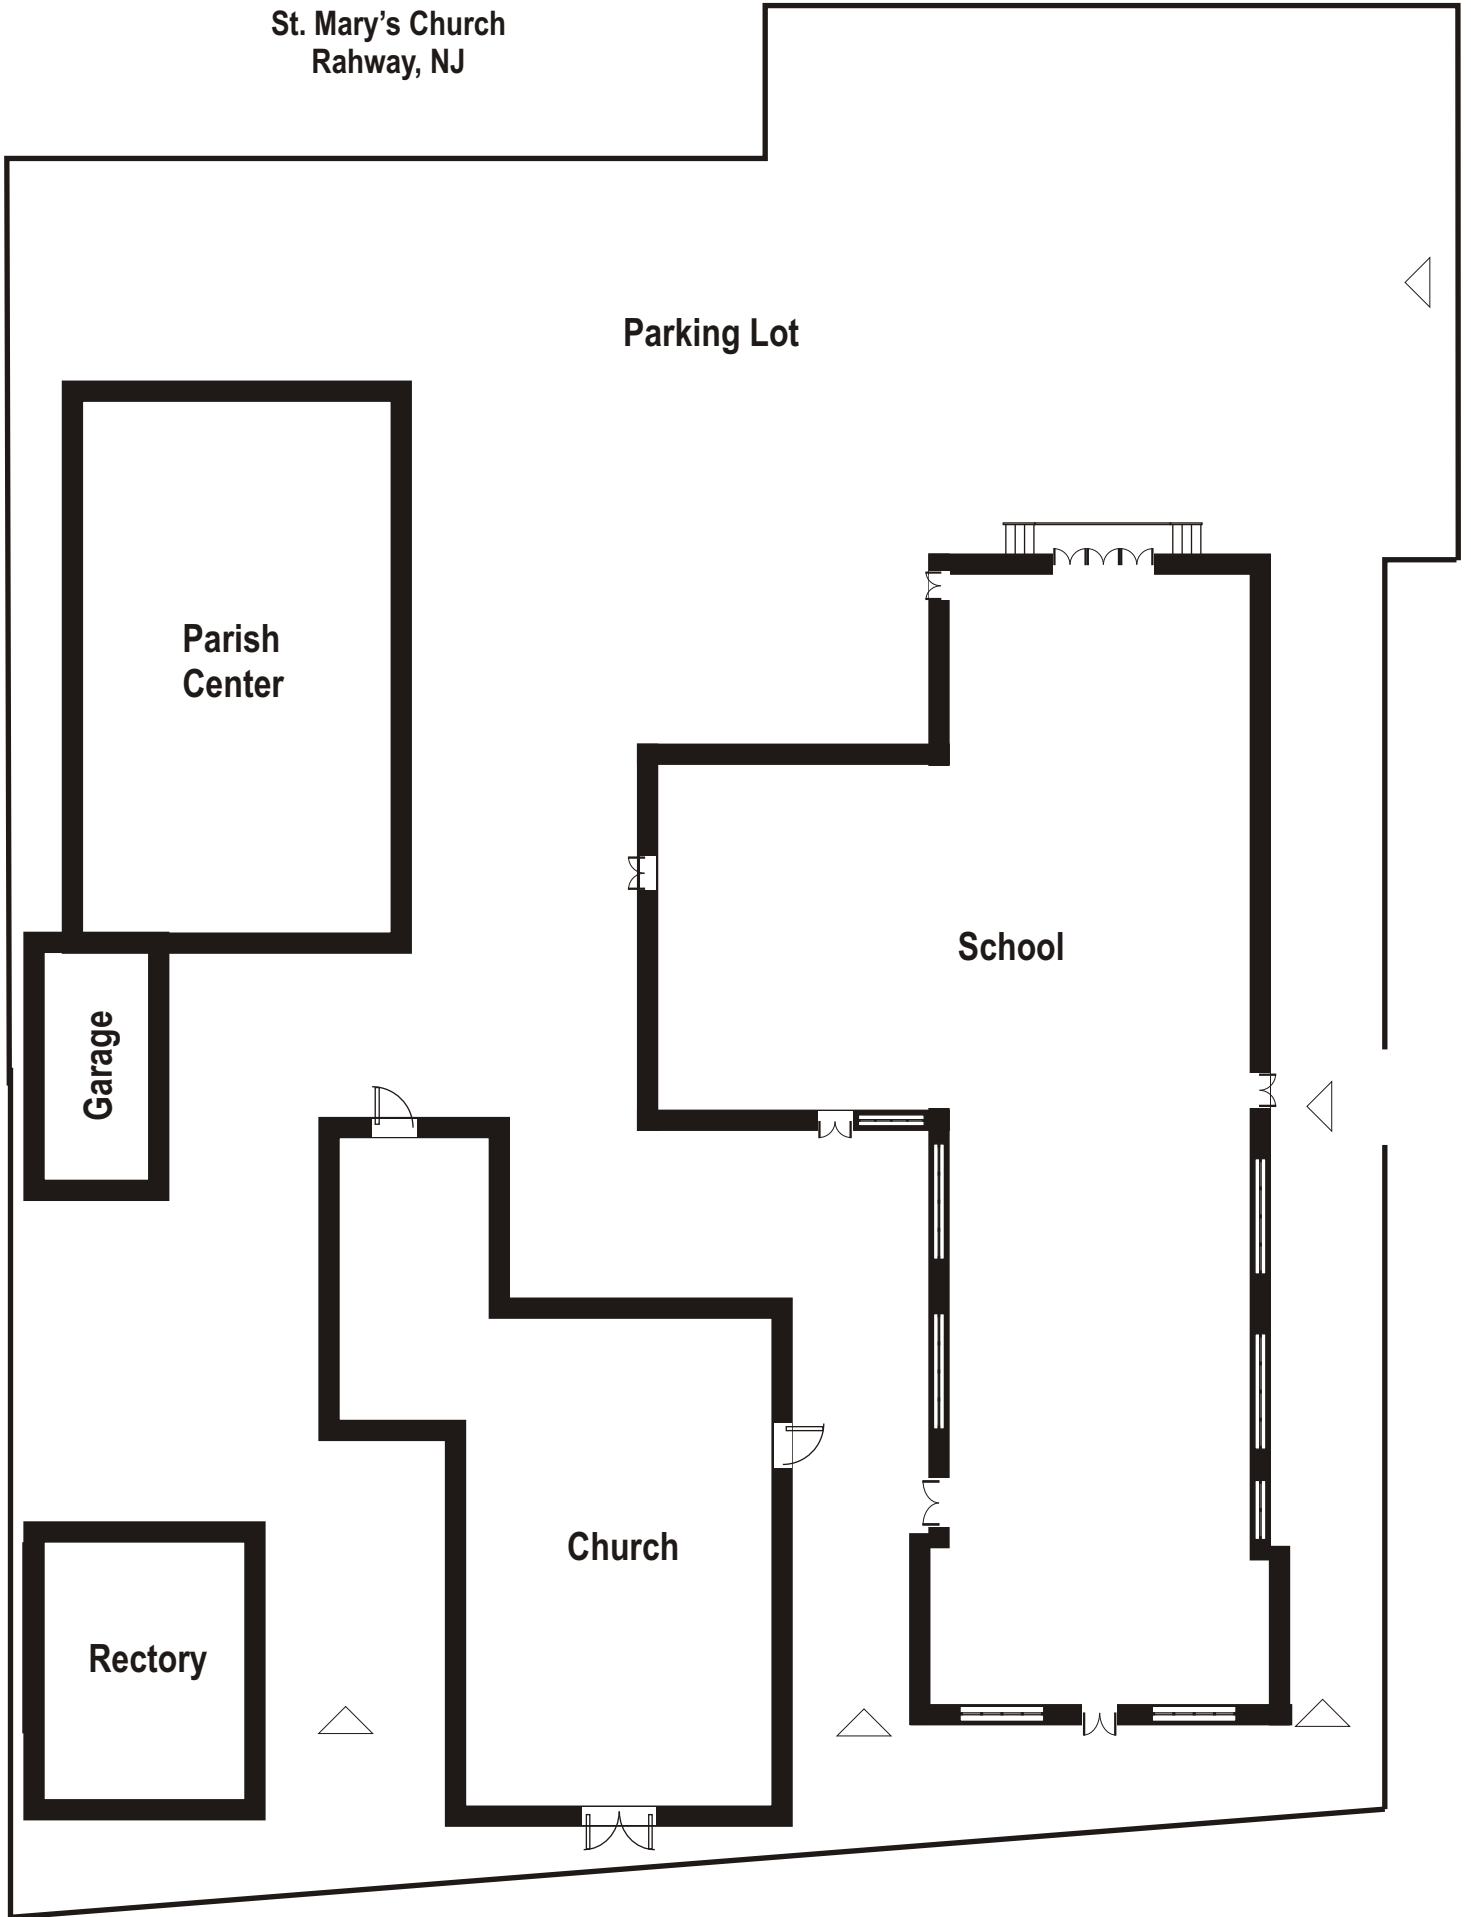 St. Mary’s Church
Rahway, NJ
Parking Lot
Parish
Center
School
Garage
Church
Rectory